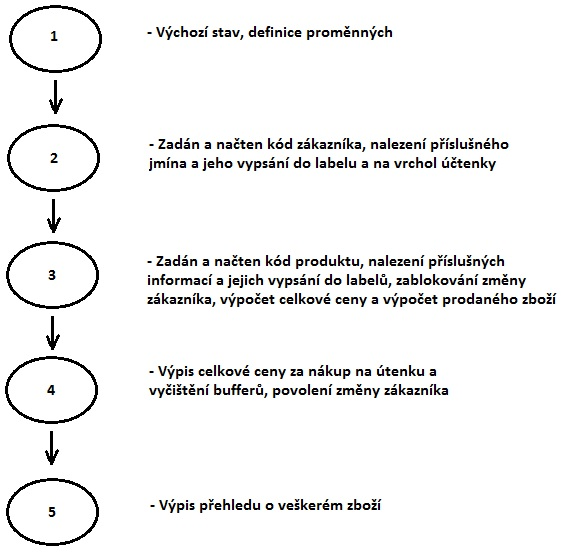 1
- Výchozí stav, definice proměnných
2
- Zadán a načten kód zákazníka, nalezení příslušného
jmína a jeho vypsání do labelu a na vrchol účtenky
3
- Zadán a načten kód produktu, nalezení příslušných
informací a jejich vypsání do labelů, zablokování změny
zákazníka, výpočet celkové ceny a výpočet prodaného zboží
4
- Výpis celkové ceny za nákup na útenku a
vyčištění bufferů, povolení změny zákazníka
5
- Výpis přehledu o veškerém zboží